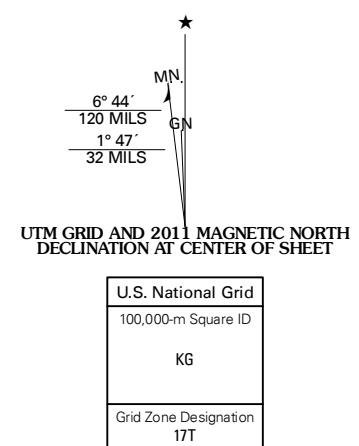 ★
MN.
6° 44´
120 MILS
GN
1° 47´
32 MILS
UTM GRID AND 2011 MAGNETIC NORTH
DECLINATION AT CENTER OF SHEET
U.S. National Grid
100,000-m Square ID
KG
Grid Zone Designation
17T